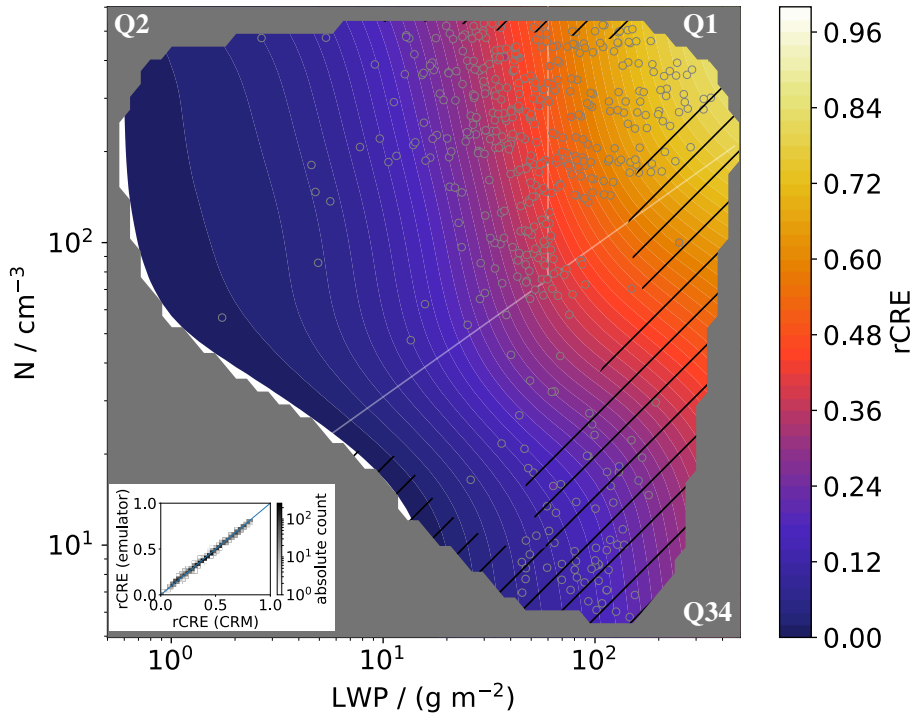 Q2
Q1
0.96
0.84
0.72
0.60
0.48
0.36
0.24
0.12
0.00
rCRE
10²
10¹
N / cm⁻³
10⁰
10¹
10²
LWP / (g m⁻²)
Q34
1.0
0.5
0.0
rCRE (emulator)
0.0
0.5
1.0
rCRE (CRM)
10²
10¹
10⁰
absolute count